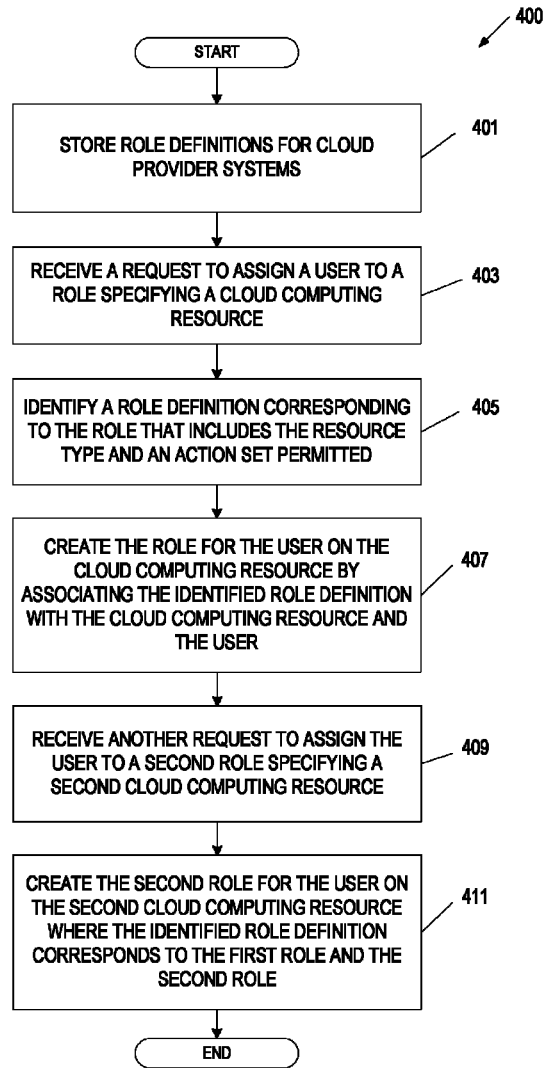 400
START
STORE ROLE DEFINITIONS FOR CLOUD
PROVIDER SYSTEMS
401
RECEIVE A REQUEST TO ASSIGN A USER TO A
ROLE SPECIFYING A CLOUD COMPUTING
RESOURCE
403
IDENTIFY A ROLE DEFINITION CORRESPONDING
TO THE ROLE THAT INCLUDES THE RESOURCE
TYPE AND AN ACTION SET PERMITTED
405
CREATE THE ROLE FOR THE USER ON THE
CLOUD COMPUTING RESOURCE BY
ASSOCIATING THE IDENTIFIED ROLE DEFINITION
WITH THE CLOUD COMPUTING RESOURCE AND
THE USER
407
RECEIVE ANOTHER REQUEST TO ASSIGN THE
USER TO A SECOND ROLE SPECIFYING A
SECOND CLOUD COMPUTING RESOURCE
409
CREATE THE SECOND ROLE FOR THE USER ON
THE SECOND CLOUD COMPUTING RESOURCE
WHERE THE IDENTIFIED ROLE DEFINITION
CORRESPONDS TO THE FIRST ROLE AND THE
SECOND ROLE
411
END